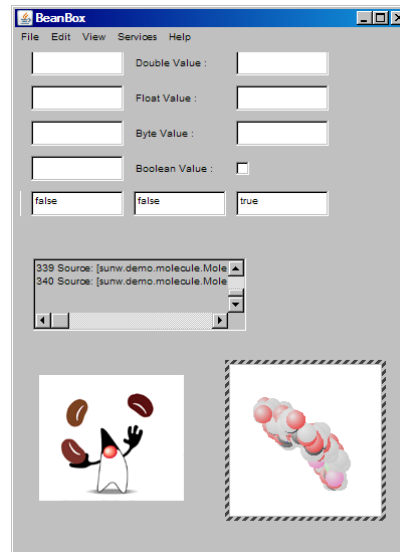 BeanBox
File Edit View Services Help
Double Value :
Float Value :
Byte Value :
Boolean Value :
false false true
339 Source: [sunw.demo.molecule.Mole
340 Source: [sunw.demo.molecule.Mole